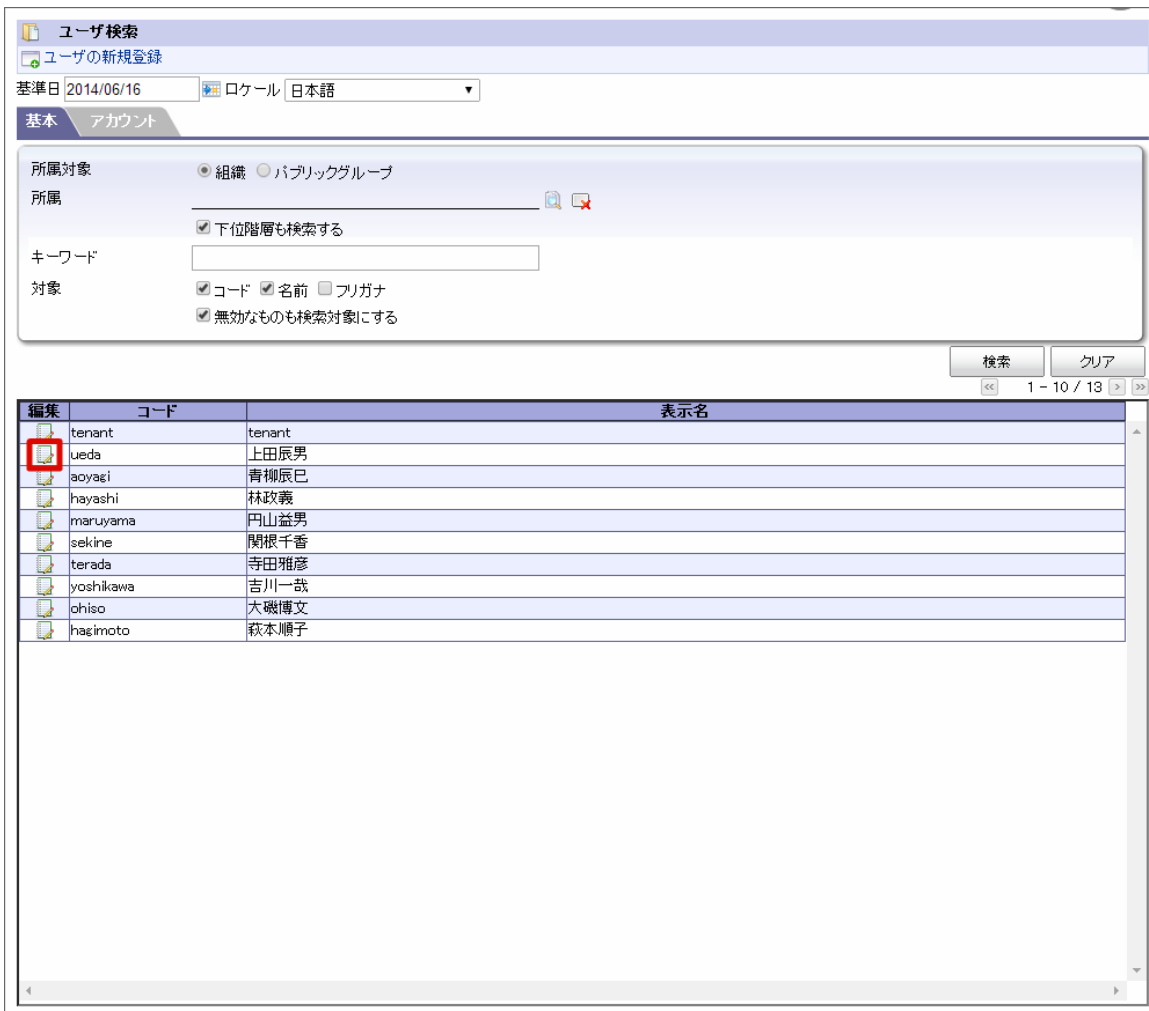 ユーザ検索
ユーザの新規登録
基準日 2014/06/16 ロケール 日本語
基本 アカウント
所属対象 組織 パブリックグループ
所属
下位階層も検索する
キーワード
対象 コード 名前 フリガナ
無効なものも検索対象にする
検索 クリア
1 - 10 / 13
編集 コード 表示名
tenant tenant
ueda 上田辰男
aoyagi 青柳辰巳
hayashi 林政義
maruyama 円山益男
sekine 関根千香
terada 寺田雅彦
yoshikawa 吉川一哉
ohiso 大磯博文
hagimoto 萩本順子